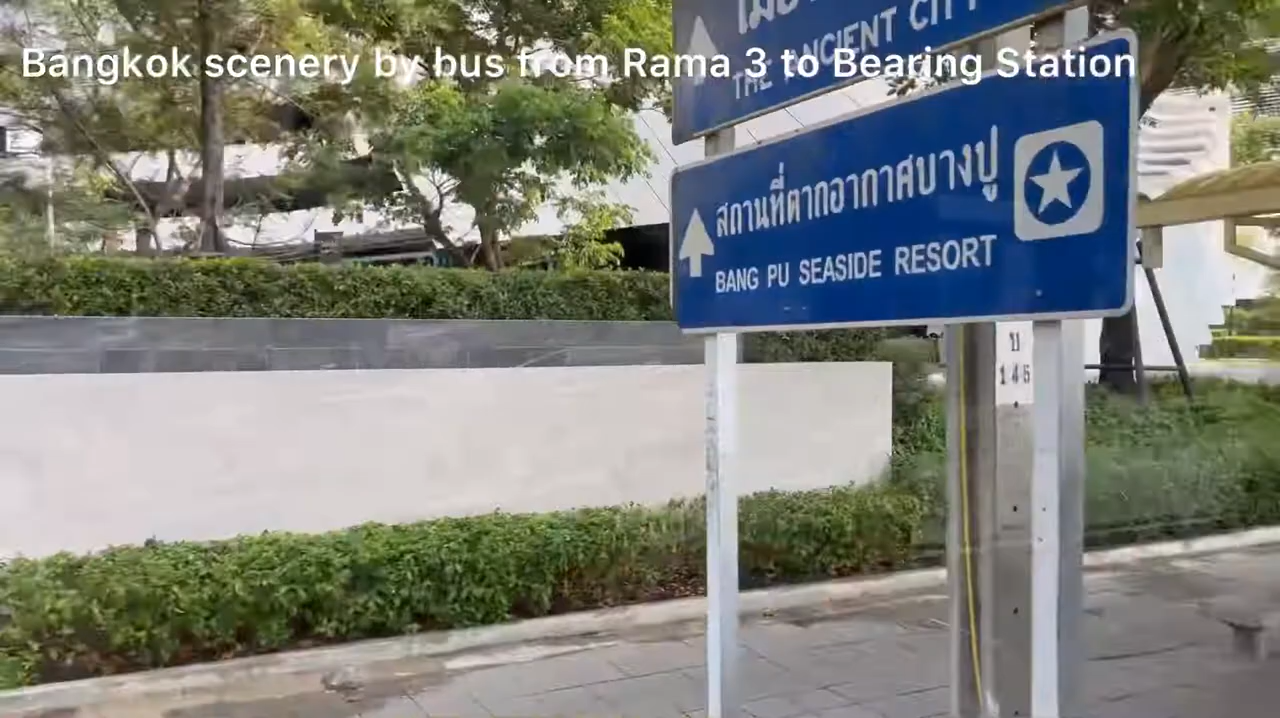 Bangkok scenery by bus from Rama 3 to Bearing Station
THE ANCIENT CITY
สถานที่ตากอากาศบางปู
BANG PU SEASIDE RESORT
บ
145